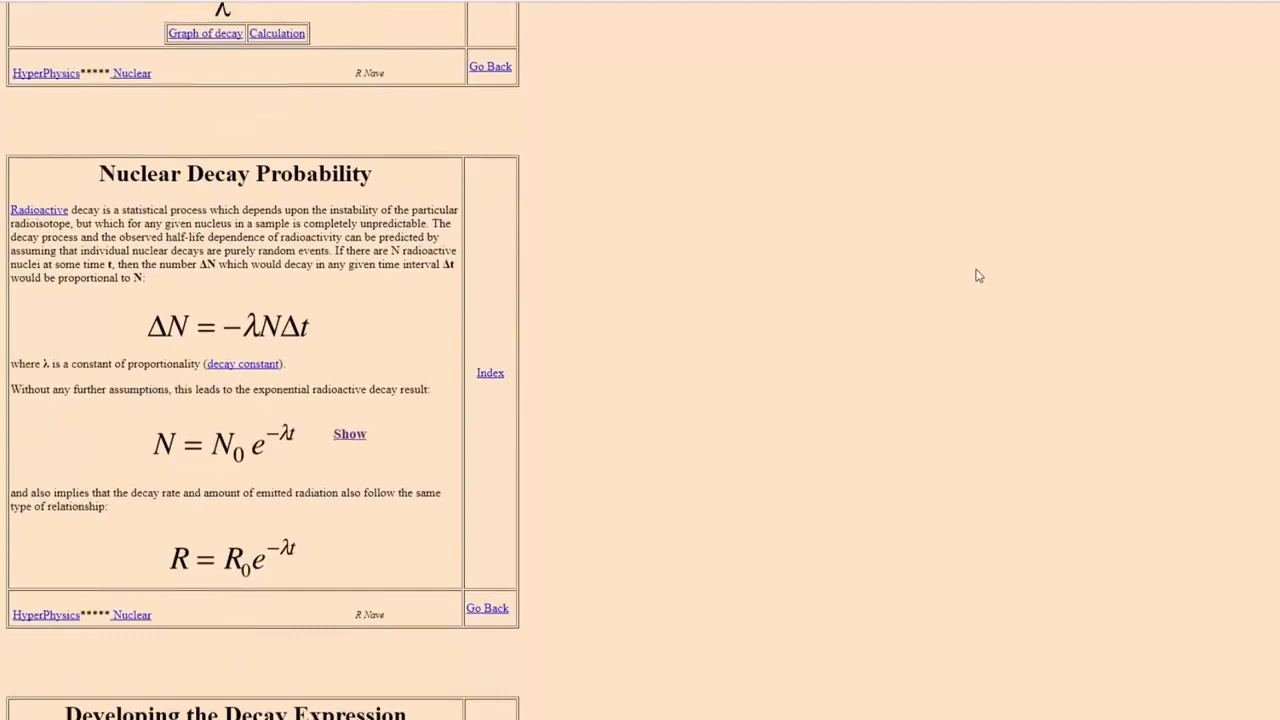 λ
Graph of decay Calculation
HyperPhysics***** Nuclear R Nave Go Back
Nuclear Decay Probability
Radioactive decay is a statistical process which depends upon the instability of the particular
radioisotope, but which for any given nucleus in a sample is completely unpredictable. The
decay process and the observed half-life dependence of radioactivity can be predicted by
assuming that individual nuclear decays are purely random events. If there are N radioactive
nuclei at some time t, then the number ΔN which would decay in any given time interval Δt
would be proportional to N:
ΔN = −λNΔt
where λ is a constant of proportionality (decay constant).
Index
Without any further assumptions, this leads to the exponential radioactive decay result:
N = N₀ e^−λt Show
and also implies that the decay rate and amount of emitted radiation also follow the same
type of relationship:
R = R₀e^−λt
HyperPhysics***** Nuclear R Nave Go Back
Developing the Decay Expression